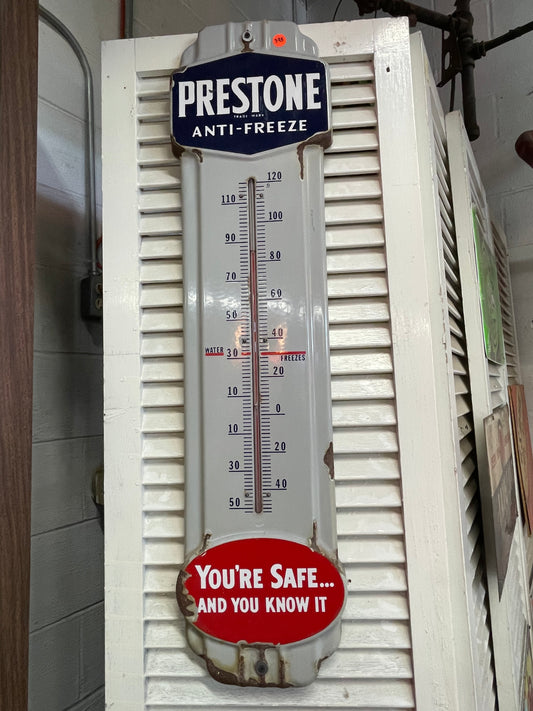 PRESTONE
TRADE-MARK
ANTI-FREEZE
120
110
100
90
80
70
60
50
40
WATER 30 FREEZES
20
10
0
10
20
30
40
50
YOU'RE SAFE...
AND YOU KNOW IT